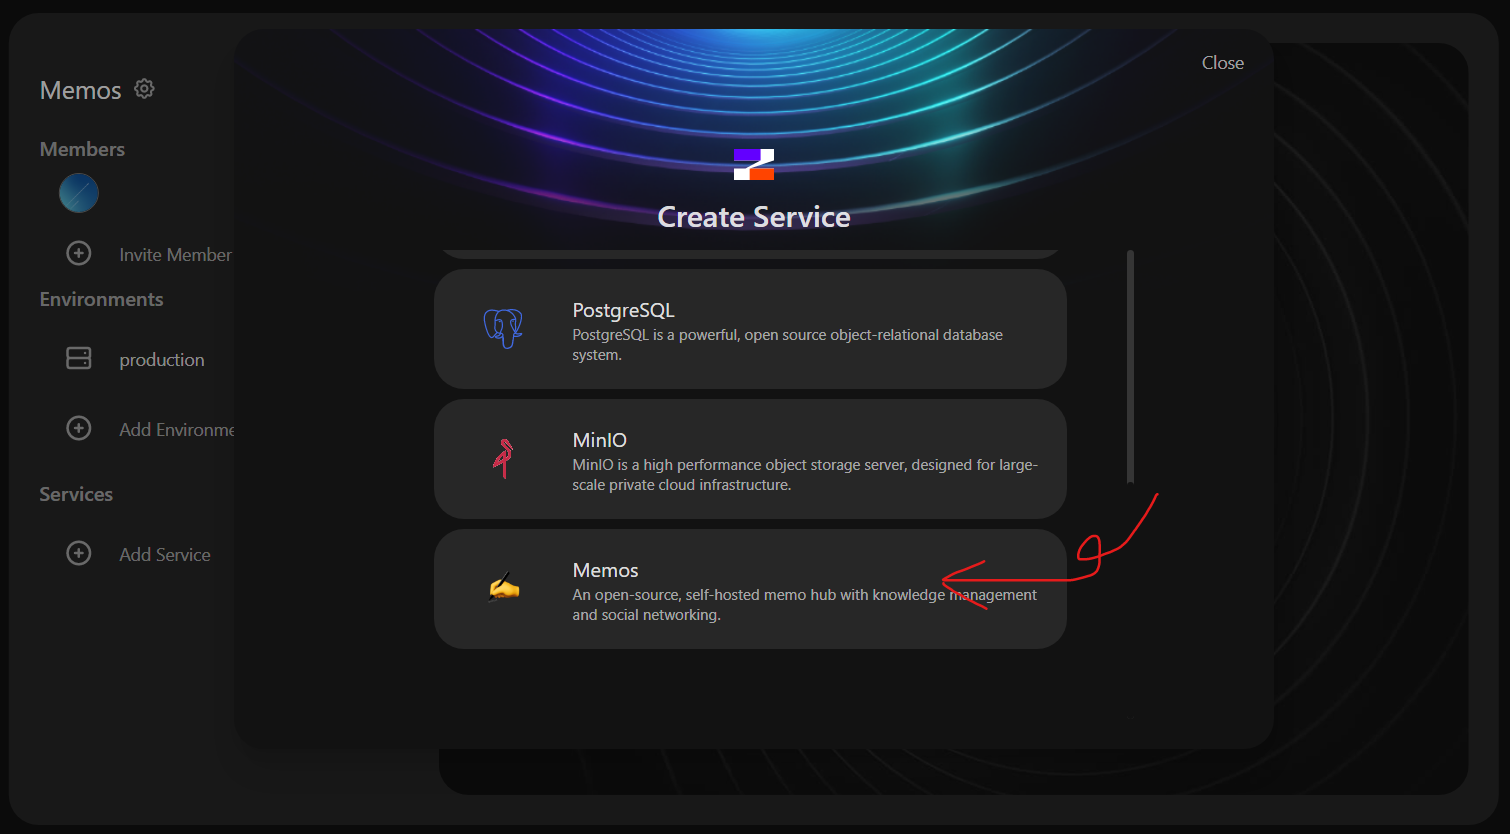 Close
Memos
Members
Invite Member
Environments
production
Add Environme
Services
Add Service
Create Service
PostgreSQL
PostgreSQL is a powerful, open source object-relational database
system.
MinIO
MinIO is a high performance object storage server, designed for large-
scale private cloud infrastructure.
Memos
An open-source, self-hosted memo hub with knowledge management
and social networking.